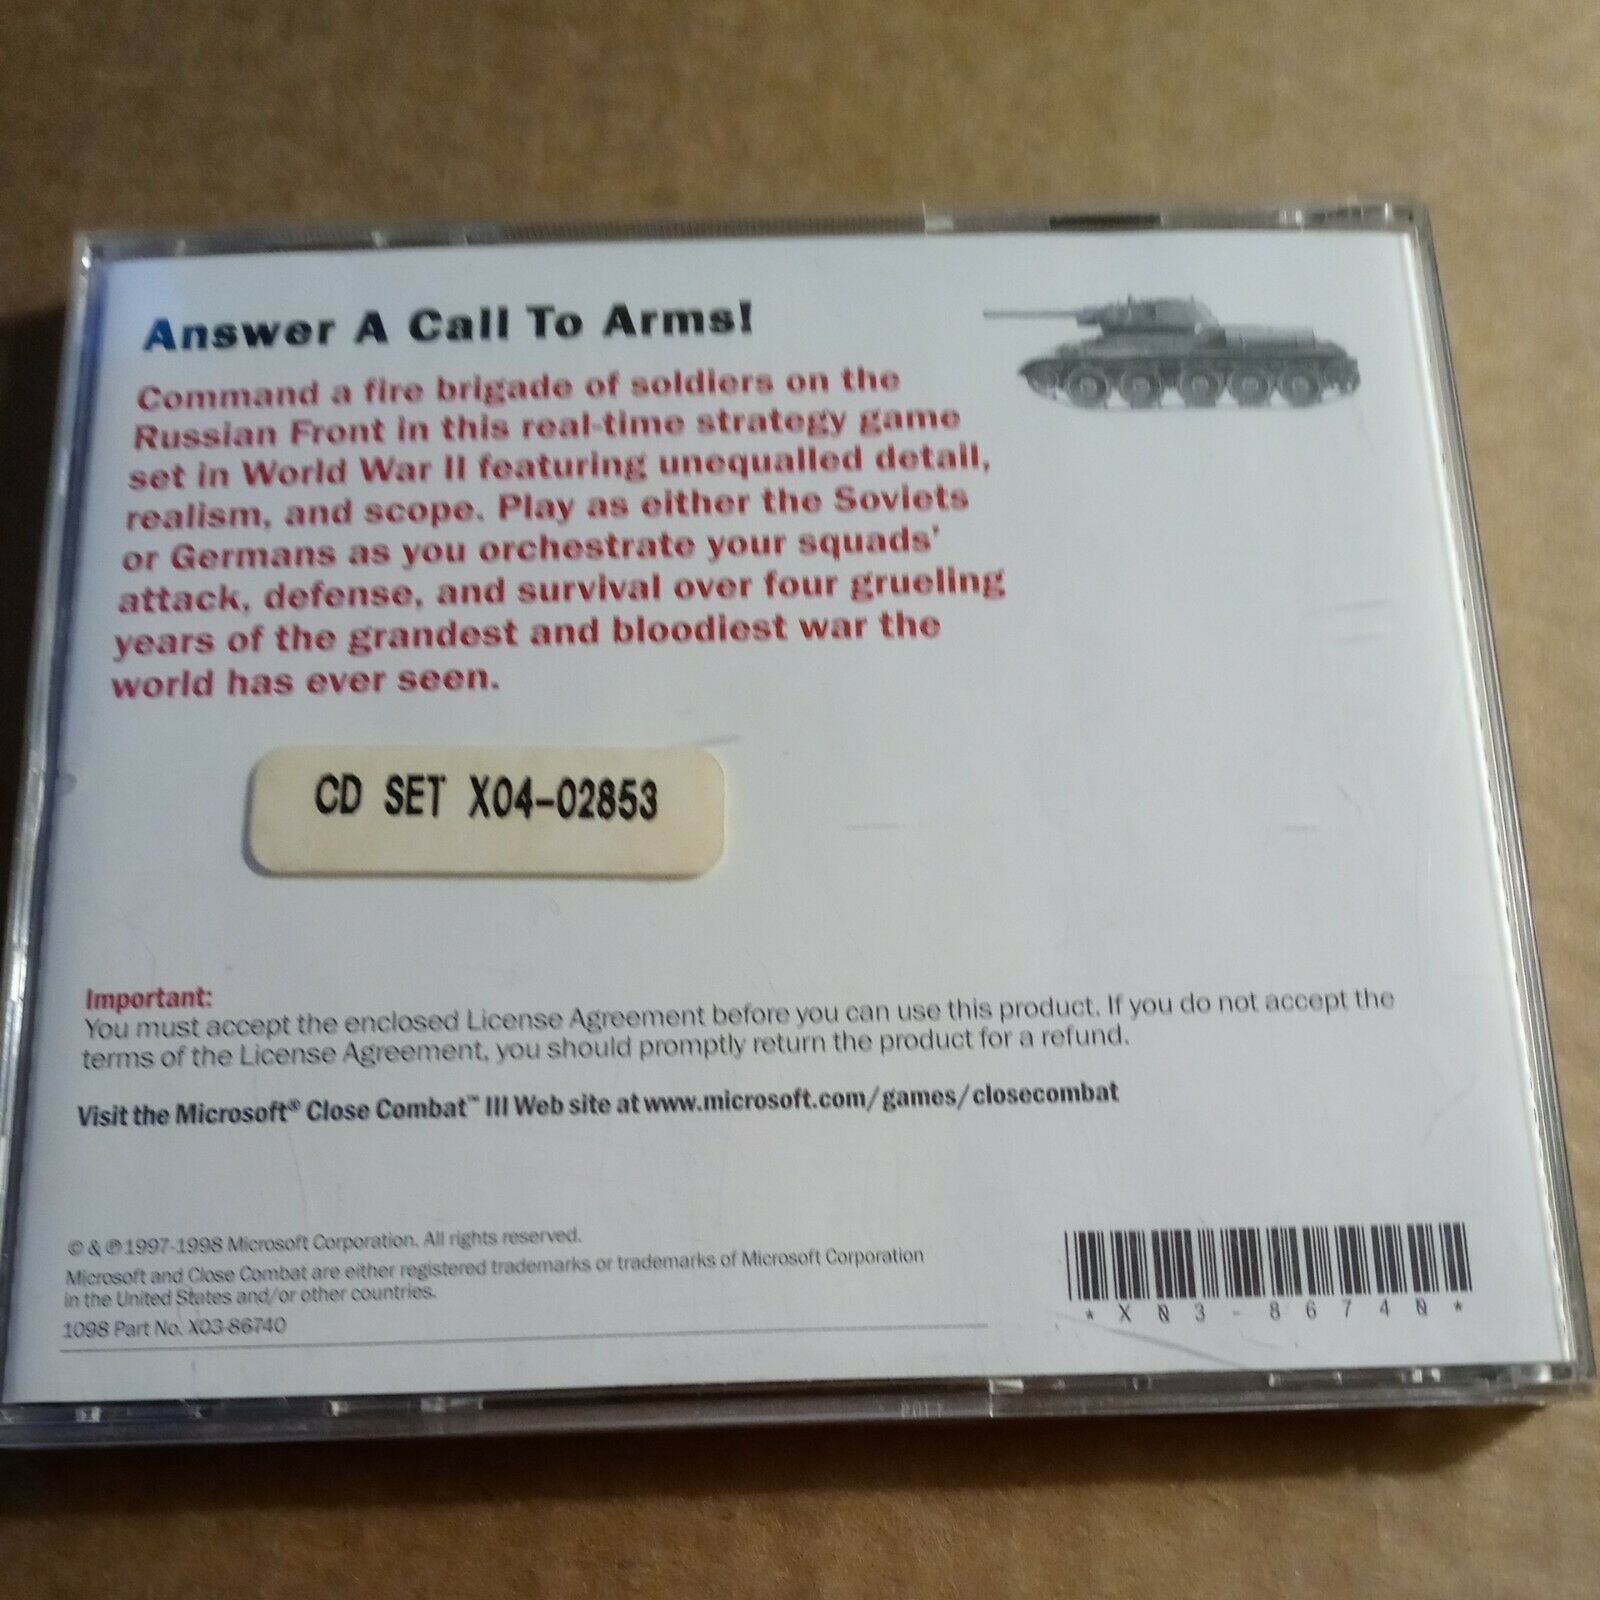 Answer A Call To Arms!
Command a fire brigade of soldiers on the
Russian Front in this real-time strategy game
set in World War II featuring unequalled detail,
realism, and scope. Play as either the Soviets
or Germans as you orchestrate your squads'
attack, defense, and survival over four grueling
years of the grandest and bloodiest war the
world has ever seen.
CD SET X04-02853
Important:
You must accept the enclosed License Agreement before you can use this product. If you do not accept the
terms of the License Agreement, you should promptly return the product for a refund.
Visit the Microsoft® Close Combat™ III Web site at www.microsoft.com/games/closecombat
© & ℗ 1997-1998 Microsoft Corporation. All rights reserved.
Microsoft and Close Combat are either registered trademarks or trademarks of Microsoft Corporation
in the United States and/or other countries.
1098 Part No. X03-86740
*X03-86740*